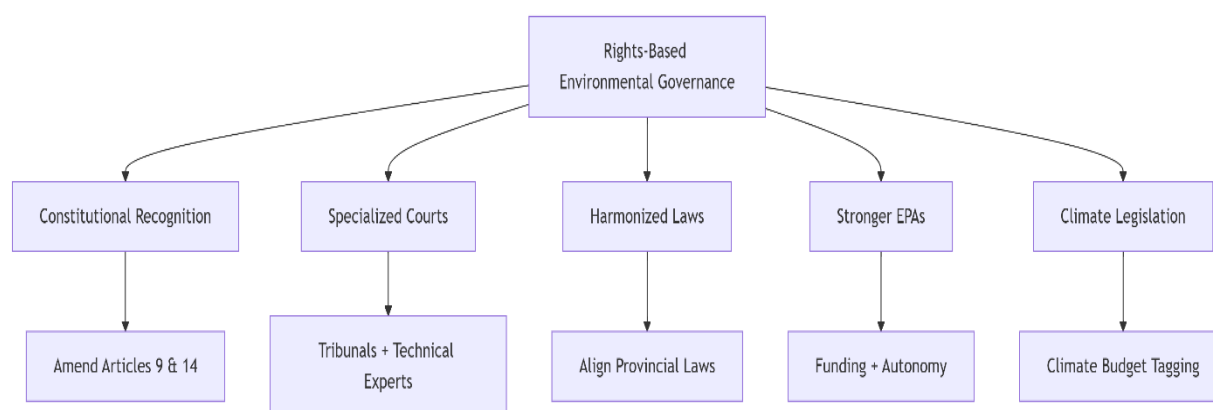 Rights-Based
Environmental Governance
Constitutional Recognition
Specialized Courts
Harmonized Laws
Stronger EPAs
Climate Legislation
Amend Articles 9 & 14
Tribunals + Technical
Experts
Align Provincial Laws
Funding + Autonomy
Climate Budget Tagging